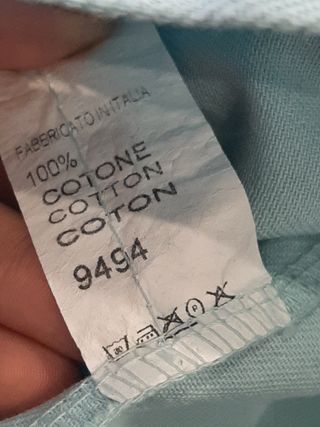 FABBRICATO IN ITALIA
100%
COTONE
COTTON
COTON
9494
P